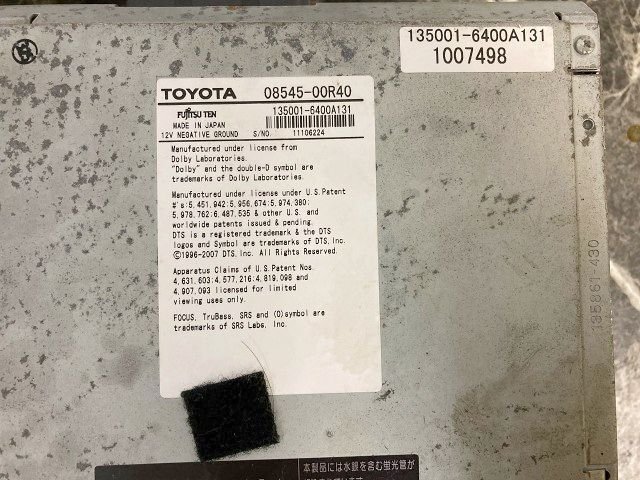 135001-6400A131
1007498
TOYOTA 08545-00R40
FUJITSU TEN 135001-6400A131
MADE IN JAPAN
12V NEGATIVE GROUND S/NO. 11106224
Manufactured under license from
Dolby Laboratories.
"Dolby" and the double-D symbol are
trademarks of Dolby Laboratories.
Manufactured under license under U.S.Patent
#'s:5,451,942;5,956,674;5,974,380;
5,978,762;6,487,535 & other U.S. and
worldwide patents issued & pending.
DTS is a registered trademark & the DTS
logos and Symbol are trademarks of DTS, Inc.
©1996-2007 DTS, Inc. All Rights Reserved.
Apparatus Claims of U.S.Patent Nos.
4,631,603;4,577,216;4,819,098 and
4,907,093 licensed for limited
viewing uses only.
FOCUS, TruBass, SRS and (O)symbol are
trademarks of SRS Labs, Inc.
135861-430
本製品には水銀を含む蛍光管が